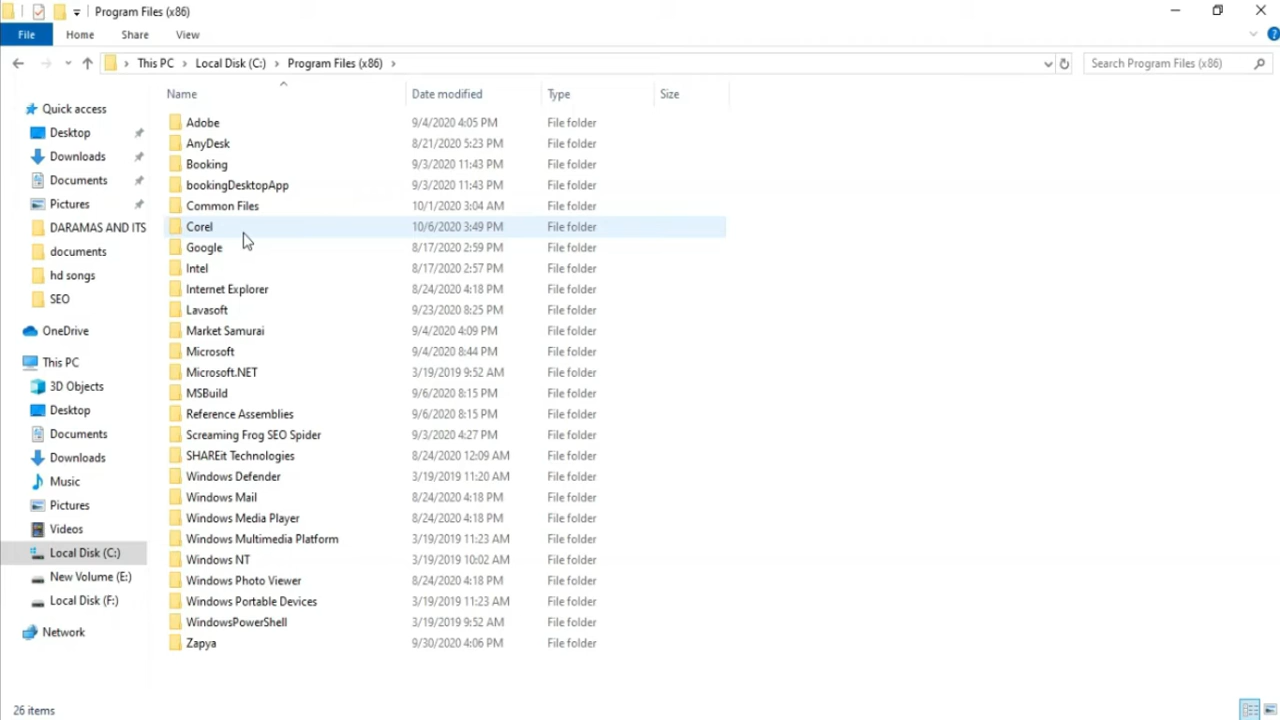 Program Files (x86)
File Home Share View
This PC Local Disk (C:) Program Files (x86) Search Program Files (x86)
Name Date modified Type Size
Quick access
Desktop
Downloads
Documents
Pictures
DARAMAS AND ITS
documents
hd songs
SEO
OneDrive
This PC
3D Objects
Desktop
Documents
Downloads
Music
Pictures
Videos
Local Disk (C:)
New Volume (E:)
Local Disk (F:)
Network
Adobe 9/4/2020 4:05 PM File folder
AnyDesk 8/21/2020 5:23 PM File folder
Booking 9/3/2020 11:43 PM File folder
bookingDesktopApp 9/3/2020 11:43 PM File folder
Common Files 10/1/2020 3:04 AM File folder
Corel 10/6/2020 3:49 PM File folder
Google 8/17/2020 2:59 PM File folder
Intel 8/17/2020 2:57 PM File folder
Internet Explorer 8/24/2020 4:18 PM File folder
Lavasoft 9/23/2020 8:25 PM File folder
Market Samurai 9/4/2020 4:09 PM File folder
Microsoft 9/4/2020 8:44 PM File folder
Microsoft.NET 3/19/2019 9:52 AM File folder
MSBuild 9/6/2020 8:15 PM File folder
Reference Assemblies 9/6/2020 8:15 PM File folder
Screaming Frog SEO Spider 9/3/2020 4:27 PM File folder
SHAREit Technologies 8/24/2020 12:09 AM File folder
Windows Defender 3/19/2019 11:20 AM File folder
Windows Mail 8/24/2020 4:18 PM File folder
Windows Media Player 8/24/2020 4:18 PM File folder
Windows Multimedia Platform 3/19/2019 11:23 AM File folder
Windows NT 3/19/2019 10:02 AM File folder
Windows Photo Viewer 8/24/2020 4:18 PM File folder
Windows Portable Devices 3/19/2019 11:23 AM File folder
WindowsPowerShell 3/19/2019 9:52 AM File folder
Zapya 9/30/2020 4:06 PM File folder
26 items